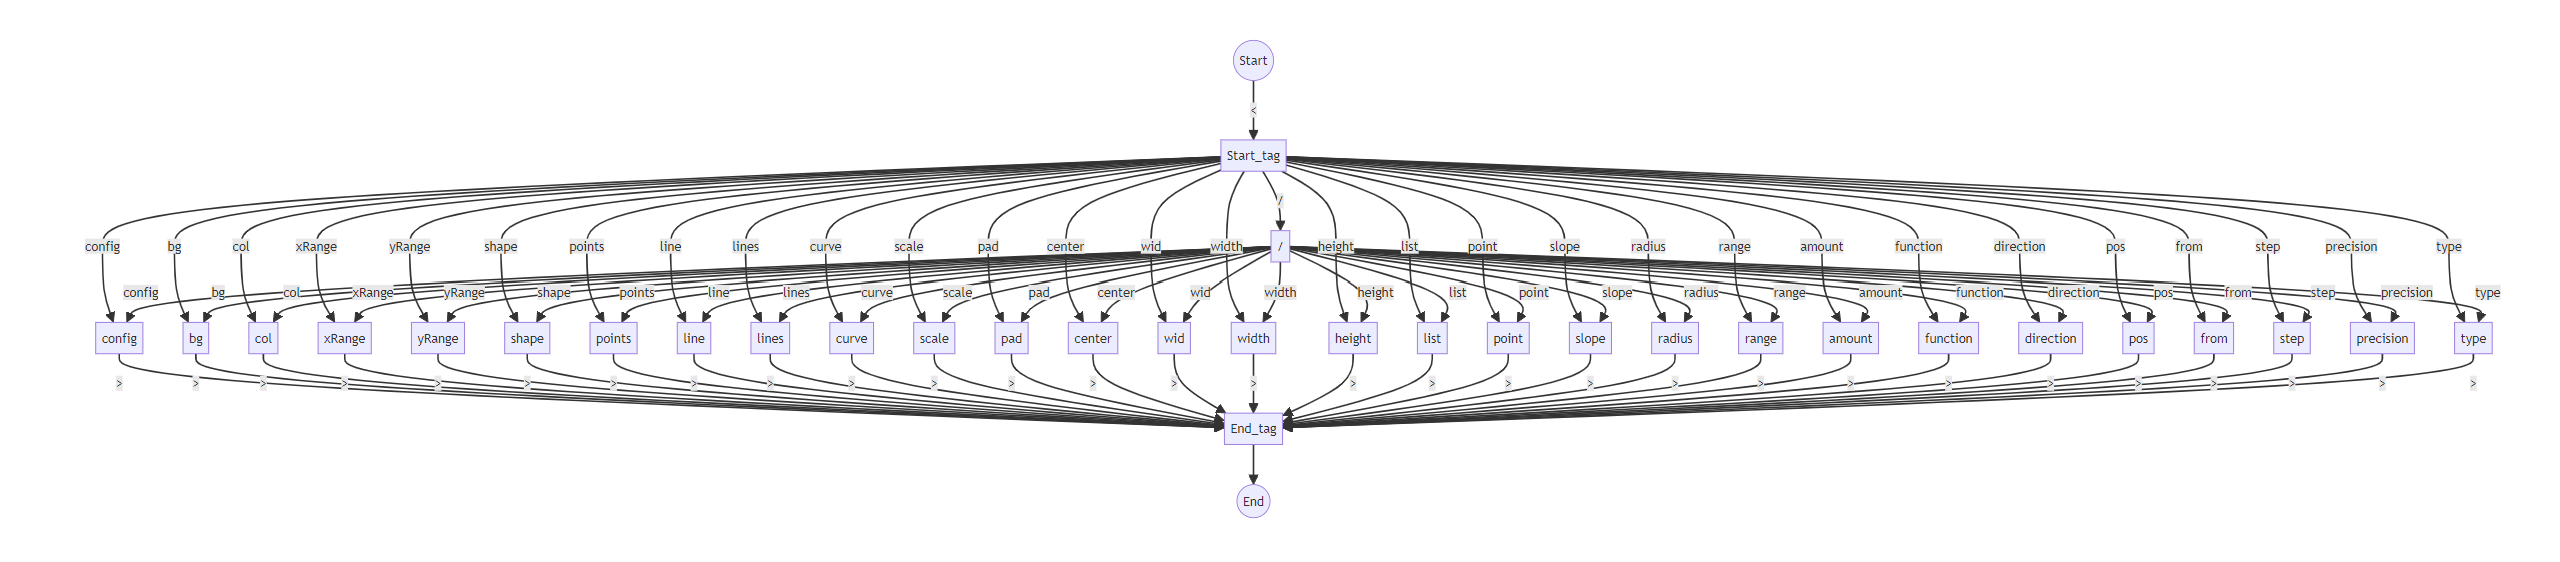 Start
<
Start_tag
/
config bg col xRange yRange shape points line lines curve scale pad center wid width / height list point slope radius range amount function direction pos from step precision type
config bg col xRange yRange shape points line lines curve scale pad center wid width height list point slope radius range amount function direction pos from step precision type
config bg col xRange yRange shape points line lines curve scale pad center wid width height list point slope radius range amount function direction pos from step precision type
> > > > > > > > > > > > > > > > > > > > > > > > > > > > >
End_tag
End